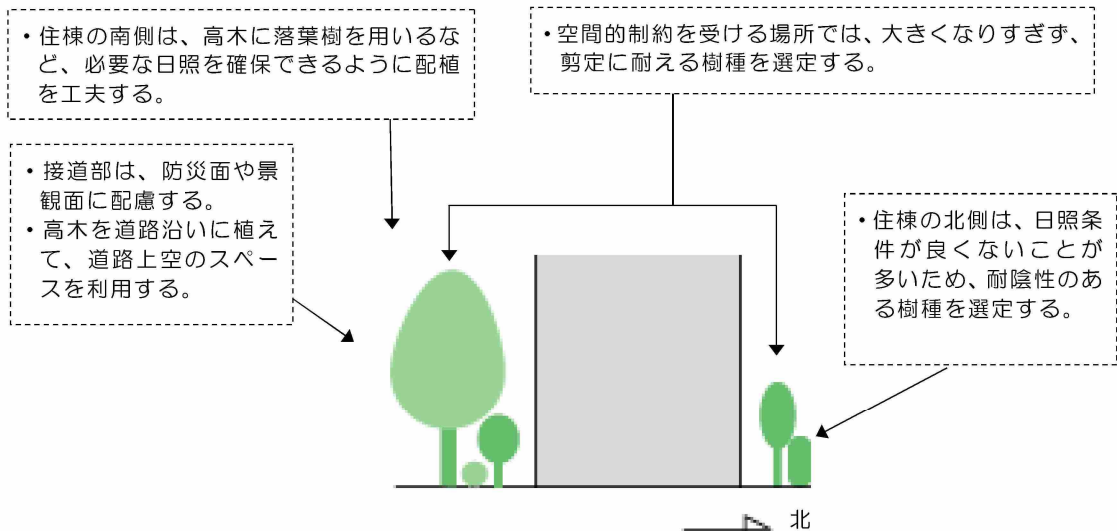 ・住棟の南側は、高木に落葉樹を用いるな
ど、必要な日照を確保できるように配植
を工夫する。
・空間的制約を受ける場所では、大きくなりすぎず、
剪定に耐える樹種を選定する。
・接道部は、防災面や景
観面に配慮する。
・高木を道路沿いに植え
て、道路上空のスペー
スを利用する。
・住棟の北側は、日照条
件が良くないことが
多いため、耐陰性のあ
る樹種を選定する。
北